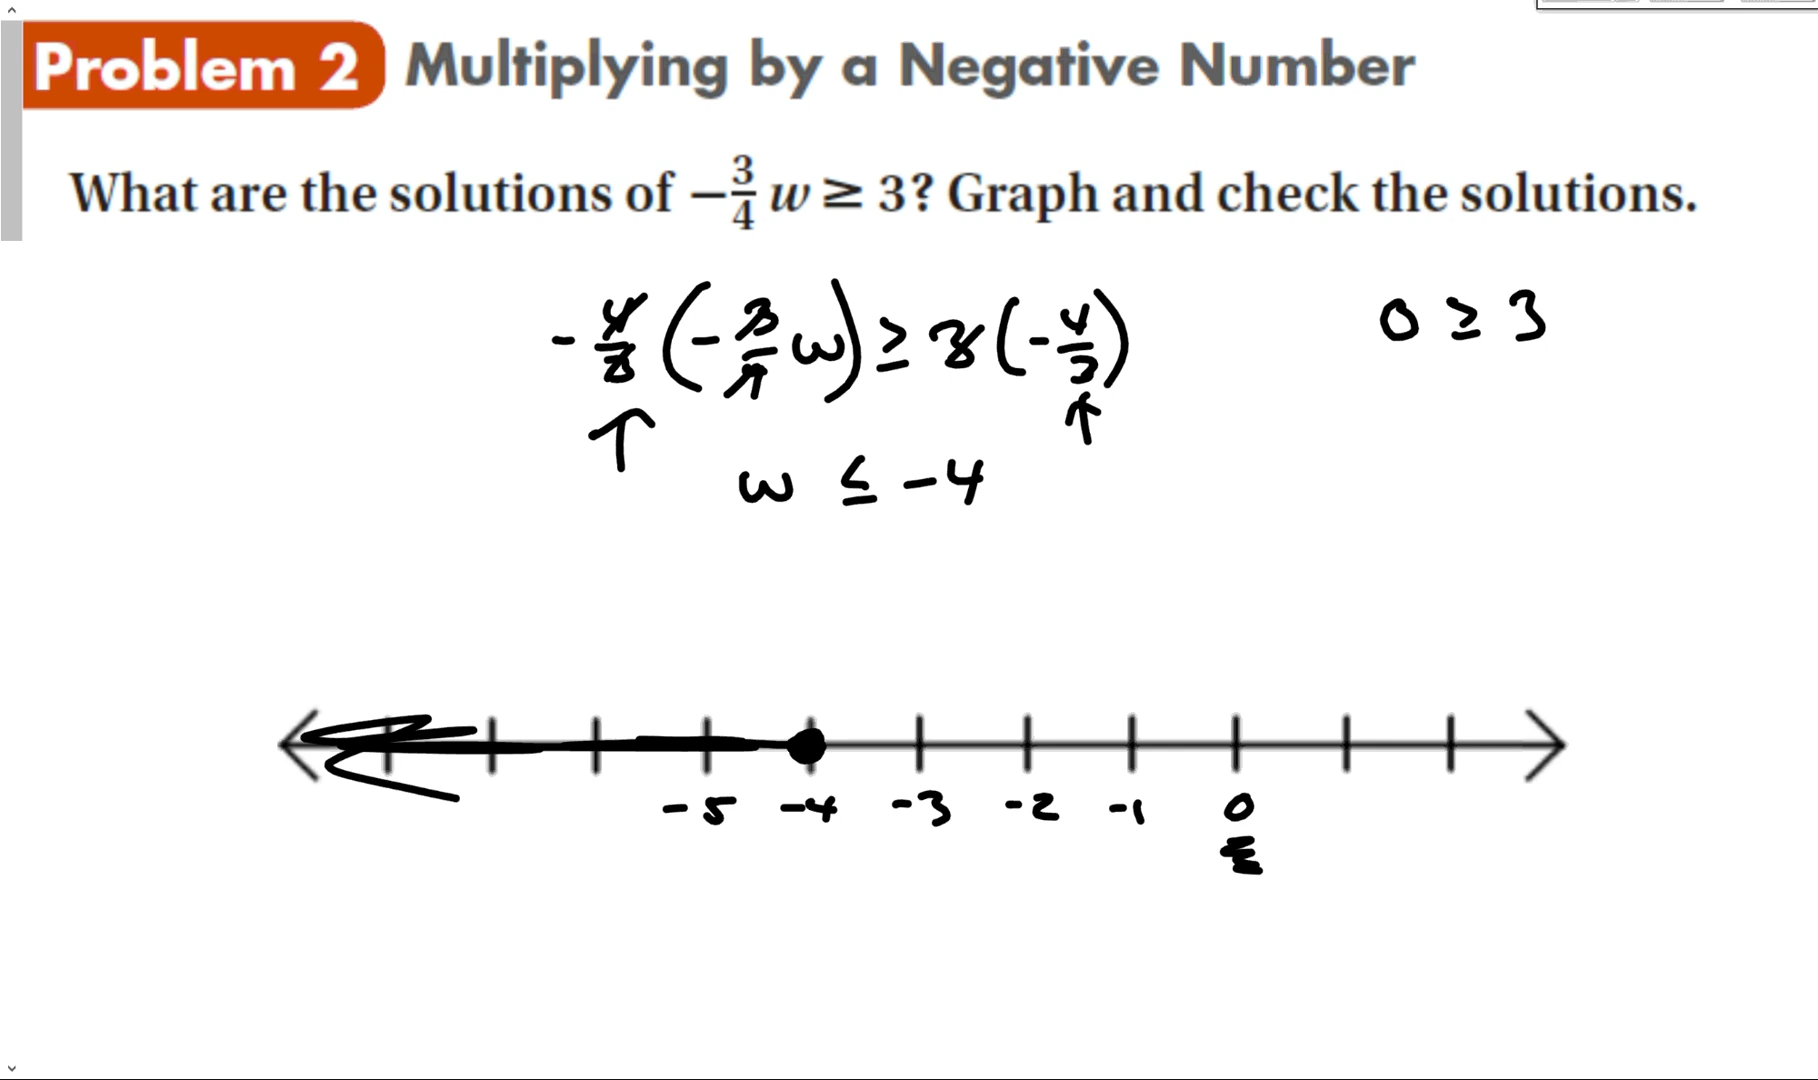 Problem 2 Multiplying by a Negative Number
What are the solutions of −3/4 w ≥ 3? Graph and check the solutions.
-4/3 (-3/4 w) ≥ 3 (-4/3) 0 ≥ 3
w ≤ -4
-5 -4 -3 -2 -1 0